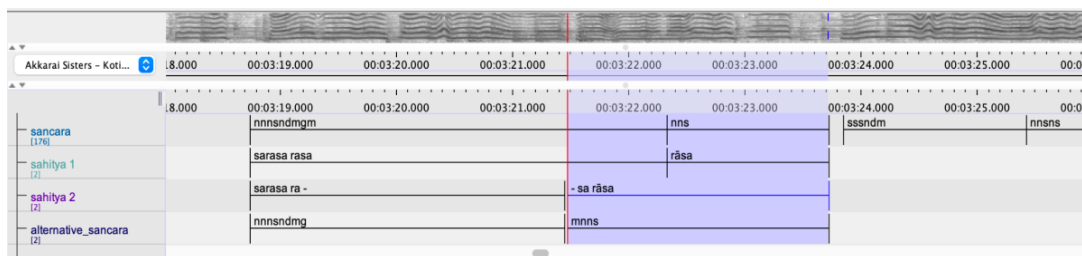 Akkarai Sisters – Koti...
18.000 00:03:19.000 00:03:20.000 00:03:21.000 00:03:22.000 00:03:23.000 00:03:24.000 00:03:25.000 00:0
18.000 00:03:19.000 00:03:20.000 00:03:21.000 00:03:22.000 00:03:23.000 00:03:24.000 00:03:25.000 00:0
sancara nnnsndmgm nns sssndm nnsns
[176]
sahitya 1 sarasa rasa rāsa
[2]
sahitya 2 sarasa ra - - sa rāsa
[2]
alternative_sancara nnnsndmg mnns
[2]